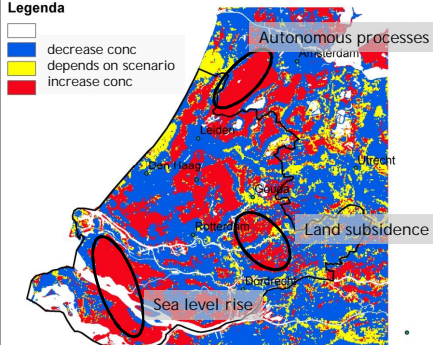 Legenda
decrease conc
depends on scenario
increase conc
Autonomous processes
Amsterdam
Leiden
Den Haag
Utrecht
Gouda
Rotterdam
Land subsidence
Dordrecht
Sea level rise